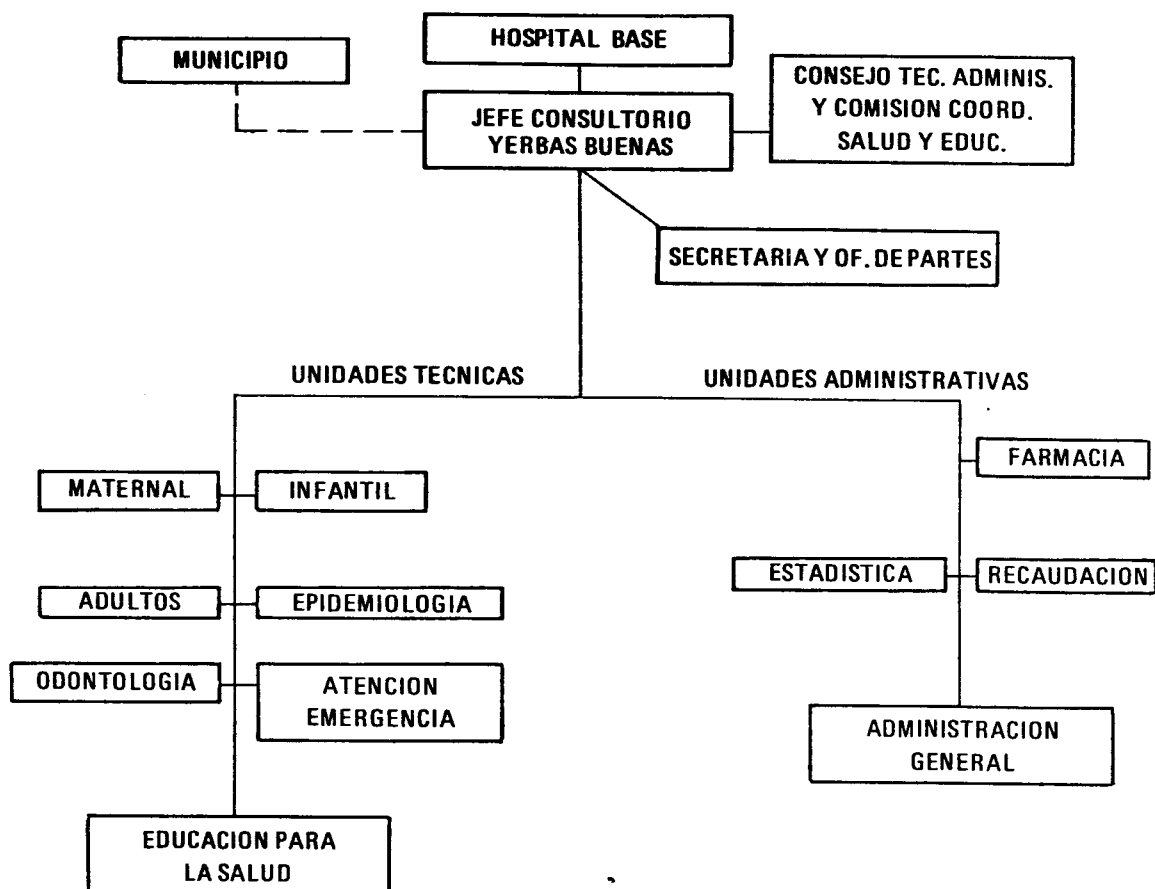 MUNICIPIO
HOSPITAL BASE
CONSEJO TEC. ADMINIS.
Y COMISION COORD.
SALUD Y EDUC.
JEFE CONSULTORIO
YERBAS BUENAS
SECRETARIA Y OF. DE PARTES
UNIDADES TECNICAS
UNIDADES ADMINISTRATIVAS
MATERNAL
INFANTIL
ADULTOS
EPIDEMIOLOGIA
ODONTOLOGIA
ATENCION
EMERGENCIA
EDUCACION PARA
LA SALUD
FARMACIA
ESTADISTICA
RECAUDACION
ADMINISTRACION
GENERAL